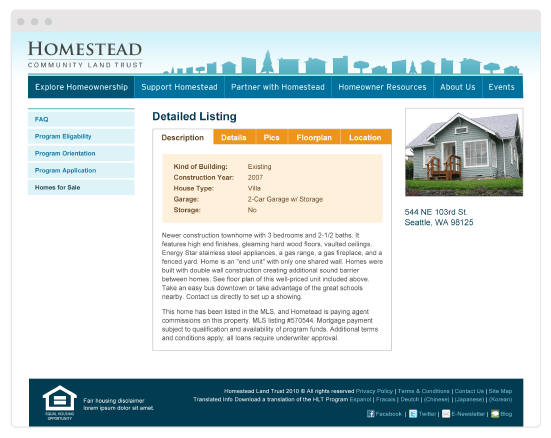 HOMESTEAD
COMMUNITY LAND TRUST
Explore Homeownership Support Homestead Partner with Homestead Homeowner Resources About Us Events
FAQ
Program Eligability
Program Orientation
Program Application
Homes for Sale
Detailed Listing
Description Details Pics Floorplan Location
Kind of Building: Existing
Construction Year: 2007
House Type: Villa
Garage: 2-Car Garage w/ Storage
Storage: No
Newer construction townhome with 3 bedrooms and 2-1/2 baths. It
features high end finishes, gleaming hard wood floors, vaulted ceilings,
Energy Star stainless steel appliances, a gas range, a gas fireplace, and a
fenced yard. Home is an "end unit" with only one shared wall. Homes were
built with double wall construction creating additional sound barrier
between homes. See floor plan of this well-priced unit included above.
Take an easy bus downtown or take advantage of the great schools
nearby. Contact us directly to set up a showing.
This home has been listed in the MLS, and Homestead is paying agent
commissions on this property. MLS listing #570544. Mortgage payment
subject to qualification and availability of program funds. Additional terms
and conditions apply; all loans require underwriter approval.
544 NE 103rd St.
Seattle, WA 98125
EQUAL HOUSING
OPPORTUNITY
Fair housing disclaimer
lorem ipsum dolor sit amet.
Homestead Land Trust 2010 © All rights reserved Privacy Policy | Terms & Conditions | Contact Us | Site Map
Translated Info Download a translation of the HLT Program Espanol | Fracais | Deutch | (Chinese) | (Japanese) | (Korean)
Facebook | Twitter | E-Newsletter | Blog